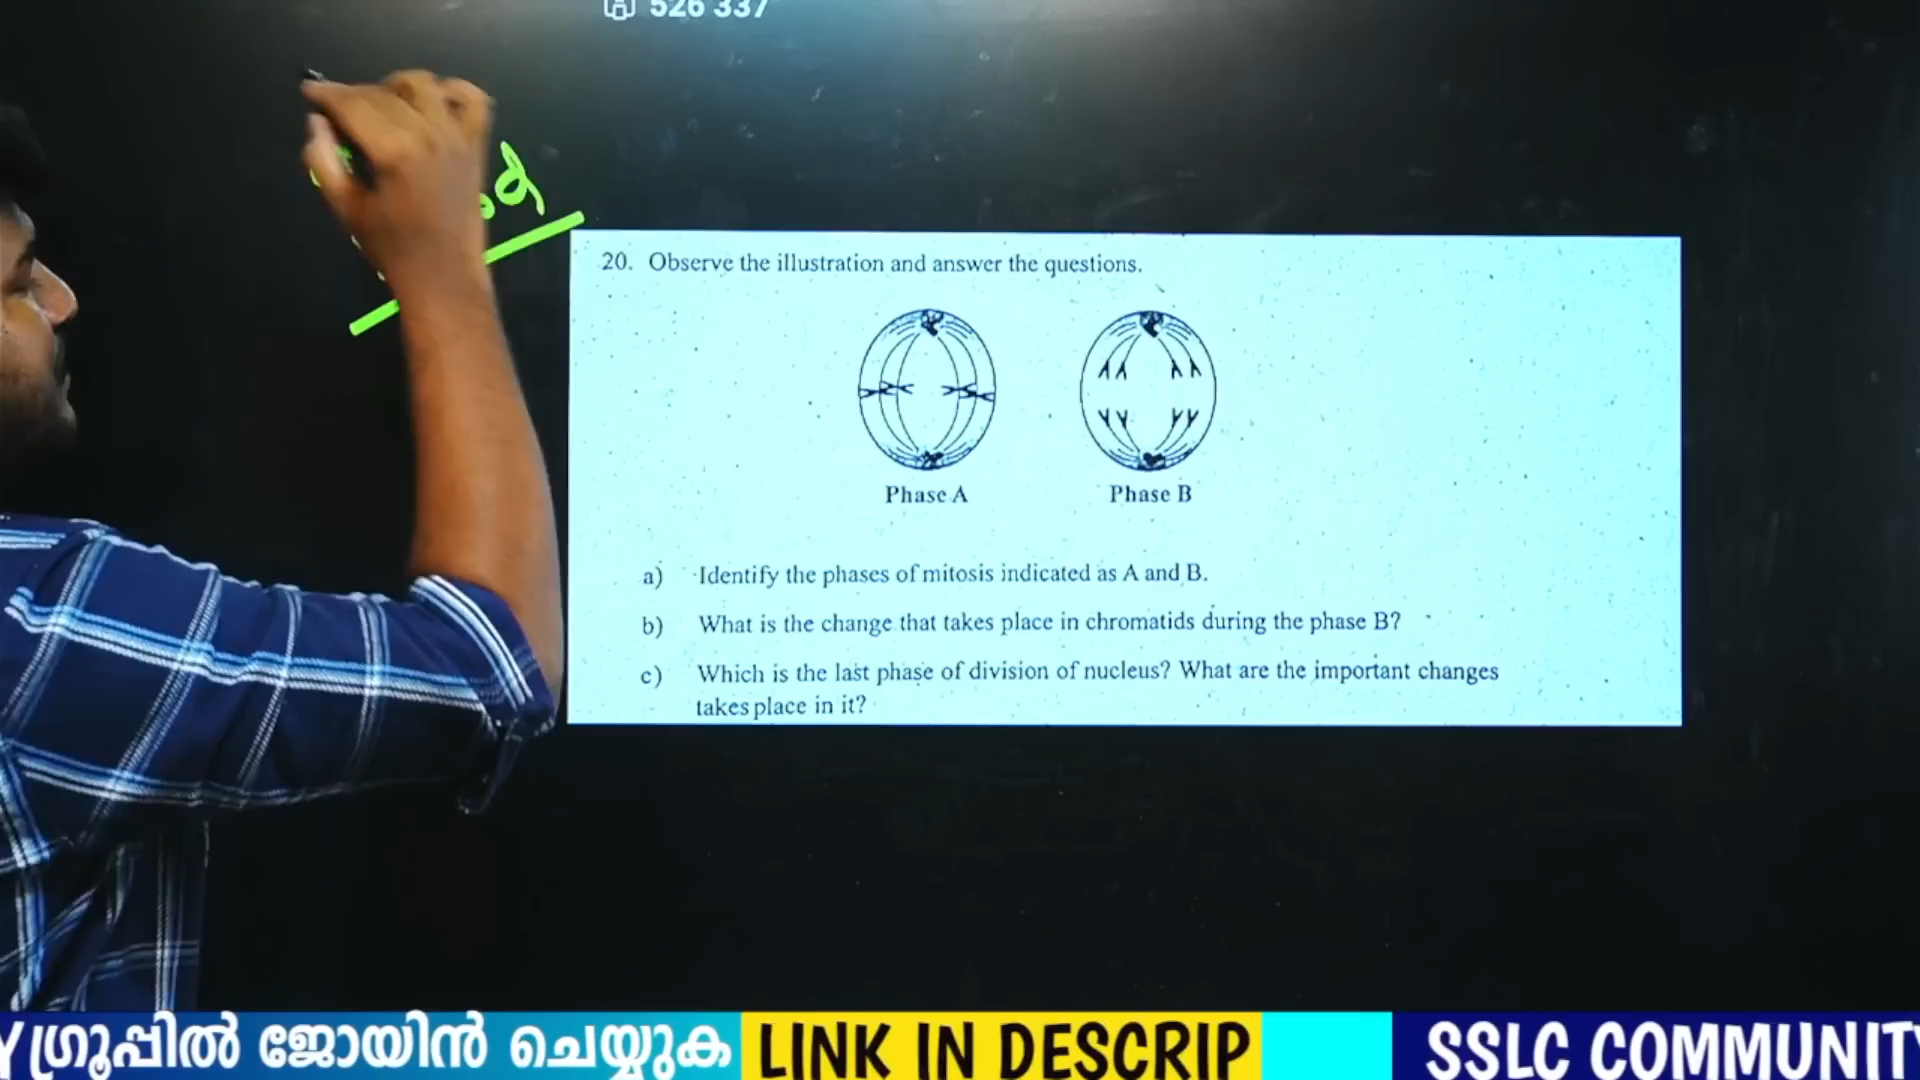 526 337
20. Observe the illustration and answer the questions.
Phase A
Phase B
a) Identify the phases of mitosis indicated as A and B.
b) What is the change that takes place in chromatids during the phase B?
c) Which is the last phase of division of nucleus? What are the important changes
takes place in it?
Y ഗ്രൂപ്പിൽ ജോയിൻ ചെയ്യുക LINK IN DESCRIP SSLC COMMUNITY